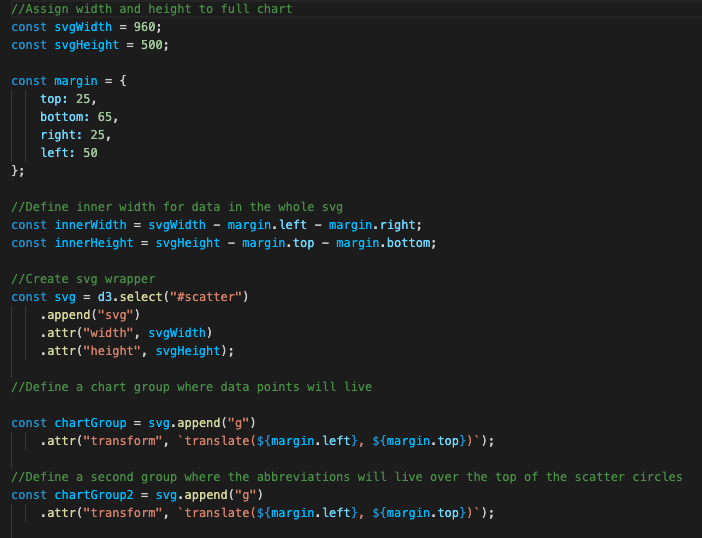 //Assign width and height to full chart
const svgWidth = 960;
const svgHeight = 500;
const margin = {
top: 25,
bottom: 65,
right: 25,
left: 50
};
//Define inner width for data in the whole svg
const innerWidth = svgWidth - margin.left - margin.right;
const innerHeight = svgHeight - margin.top - margin.bottom;
//Create svg wrapper
const svg = d3.select("#scatter")
.append("svg")
.attr("width", svgWidth)
.attr("height", svgHeight);
//Define a chart group where data points will live
const chartGroup = svg.append("g")
.attr("transform", `translate(${margin.left}, ${margin.top})`);
//Define a second group where the abbreviations will live over the top of the scatter circles
const chartGroup2 = svg.append("g")
.attr("transform", `translate(${margin.left}, ${margin.top})`);